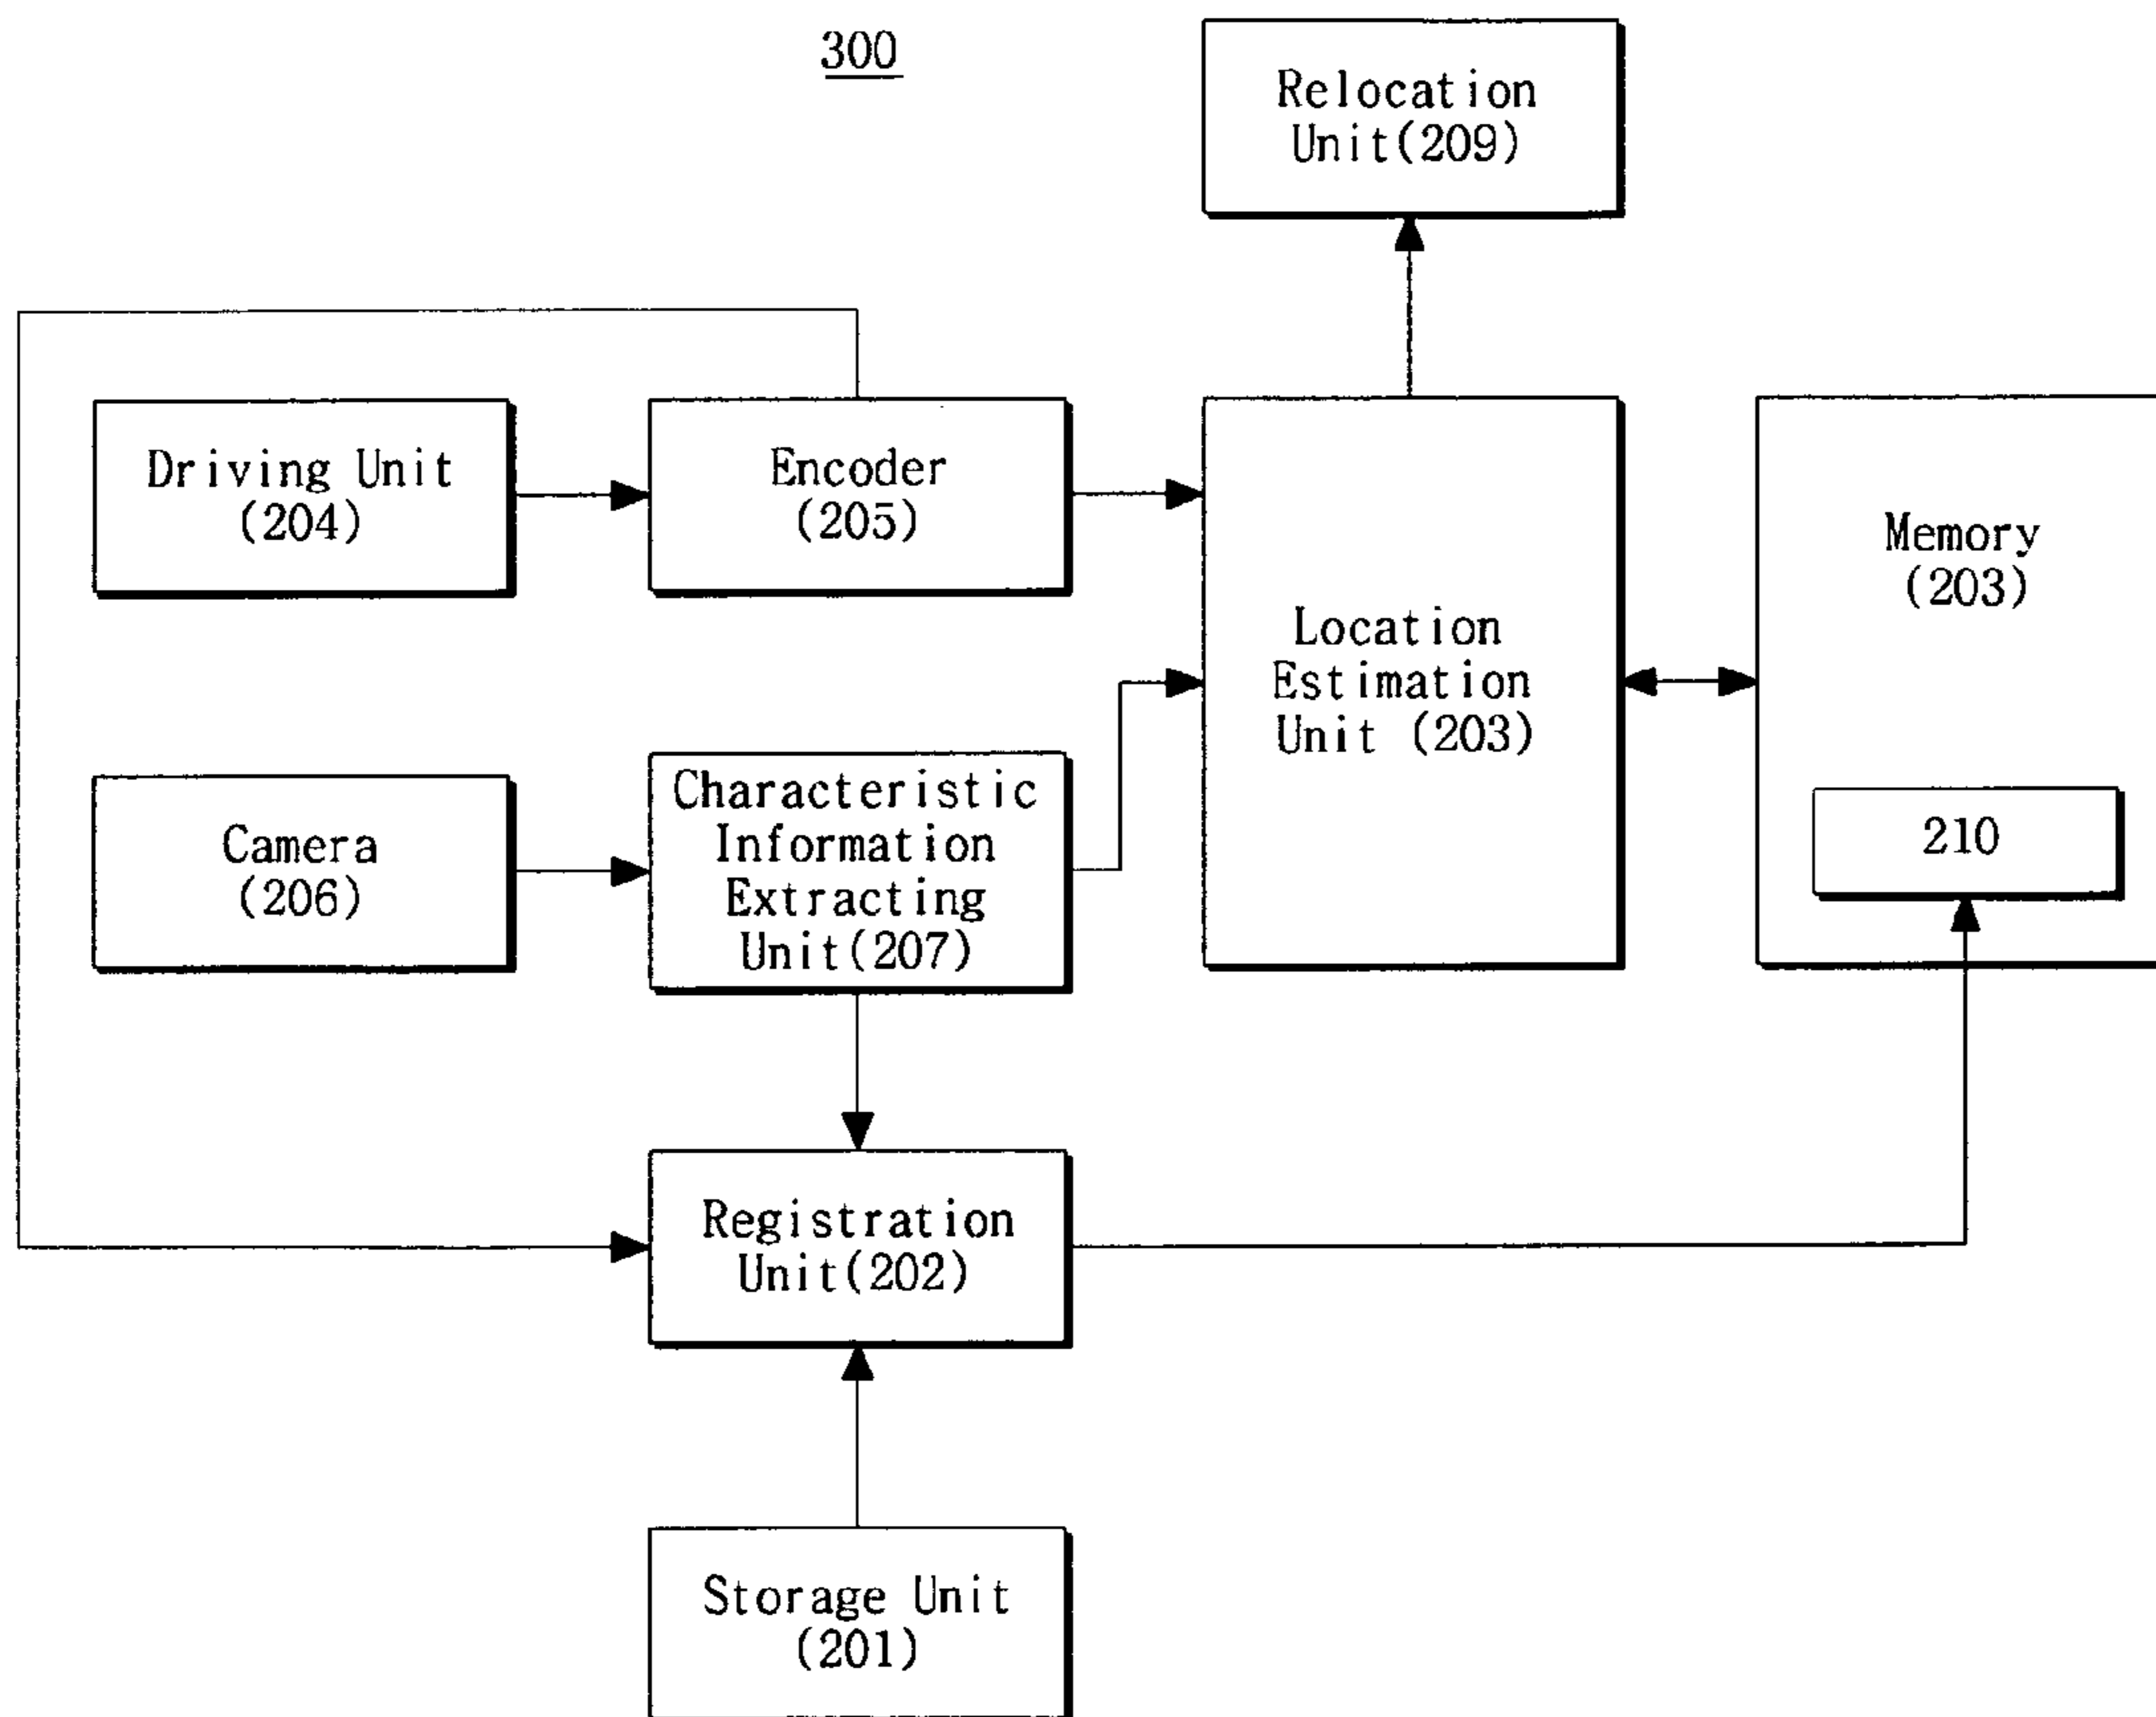 300
Relocation
Unit(209)
Driving Unit
(204)
Encoder
(205)
Location
Estimation
Unit (203)
Memory
(203)
Camera
(206)
Characteristic
Information
Extracting
Unit(207)
210
Registration
Unit(202)
Storage Unit
(201)